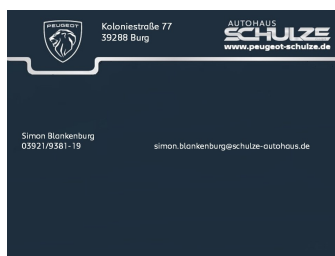 PEUGEOT
Koloniestraße 77
39288 Burg
AUTOHAUS
SCHULZE
www.peugeot-schulze.de
Simon Blankenburg
03921/9381-19
simon.blankenburg@schulze-autohaus.de